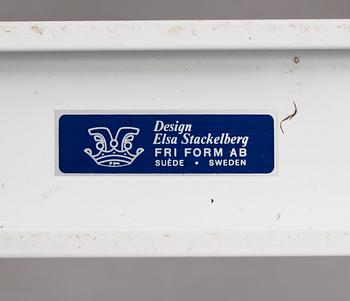 Design
Elsa Stackelberg
FRI FORM AB
SUÈDE • SWEDEN